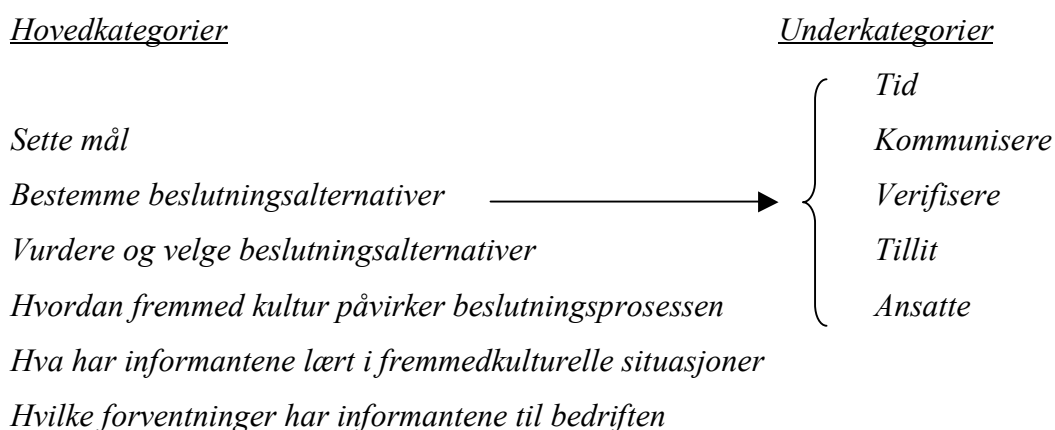 Hovedkategorier Underkategorier
Tid
Sette mål Kommunisere
Bestemme beslutningsalternativer Verifisere
Vurdere og velge beslutningsalternativer Tillit
Hvordan fremmed kultur påvirker beslutningsprosessen Ansatte
Hva har informantene lært i fremmedkulturelle situasjoner
Hvilke forventninger har informantene til bedriften